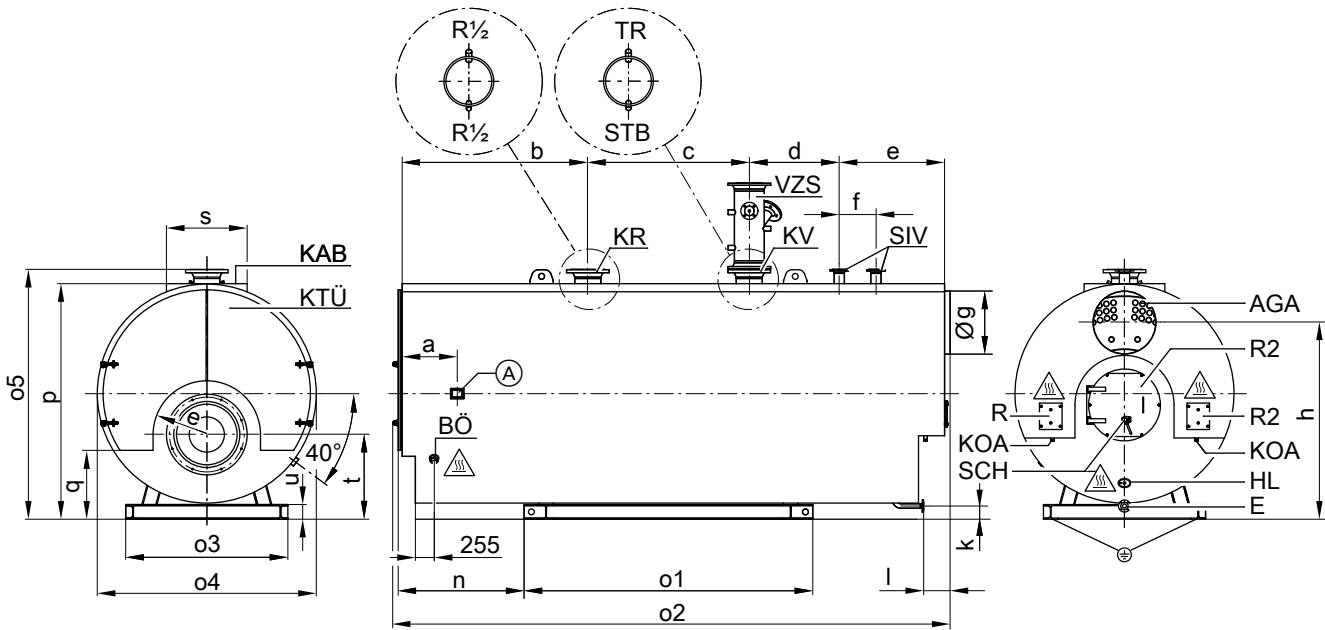 R½
R½
TR
STB
b
c
d
e
VZS
f
KR
KV
SIV
s
KAB
KTÜ
o5
p
q
e
40°
u
t
o3
o4
a
A
BÖ
Øg
255
k
n
o1
l
o2
AGA
R2
R
R2
KOA
KOA
SCH
HL
E
h